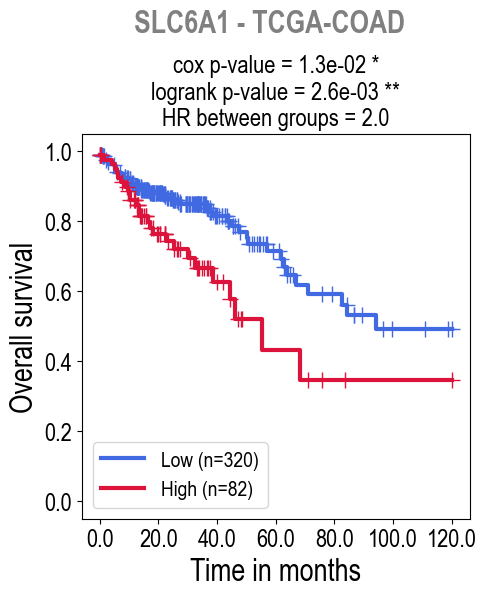 SLC6A1 - TCGA-COAD
cox p-value = 1.3e-02 *
logrank p-value = 2.6e-03 **
HR between groups = 2.0
1.0
0.8
0.6
0.4
0.2
0.0
Overall survival
Low (n=320)
High (n=82)
0.0 20.0 40.0 60.0 80.0 100.0 120.0
Time in months